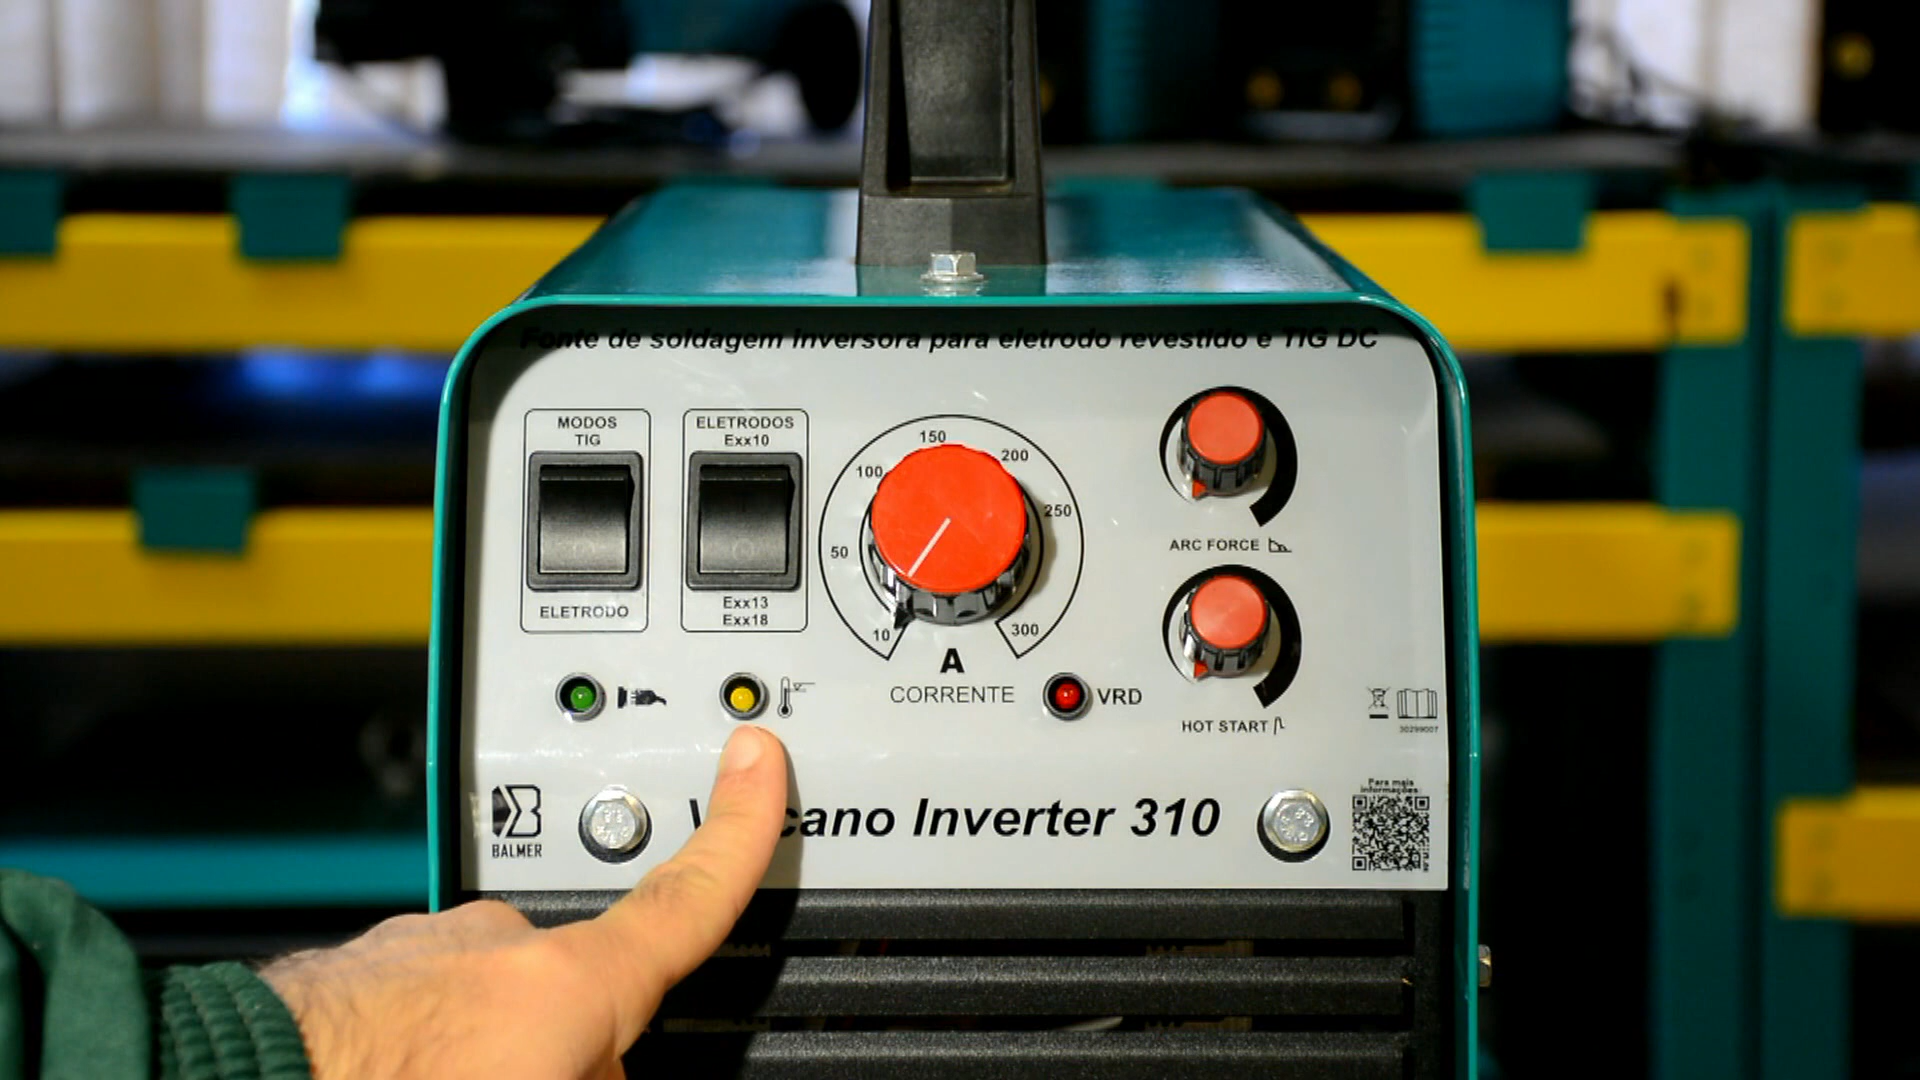 Fonte de soldagem Inversora para eletrodo revestido e TIG DC
MODOS
TIG
ELETRODO
ELETRODOS
Exx10
Exx13
Exx18
10
50
100
150
200
250
300
A
CORRENTE
ARC FORCE
HOT START
VRD
30299007
BALMER
cano Inverter 310
Para mais
informações